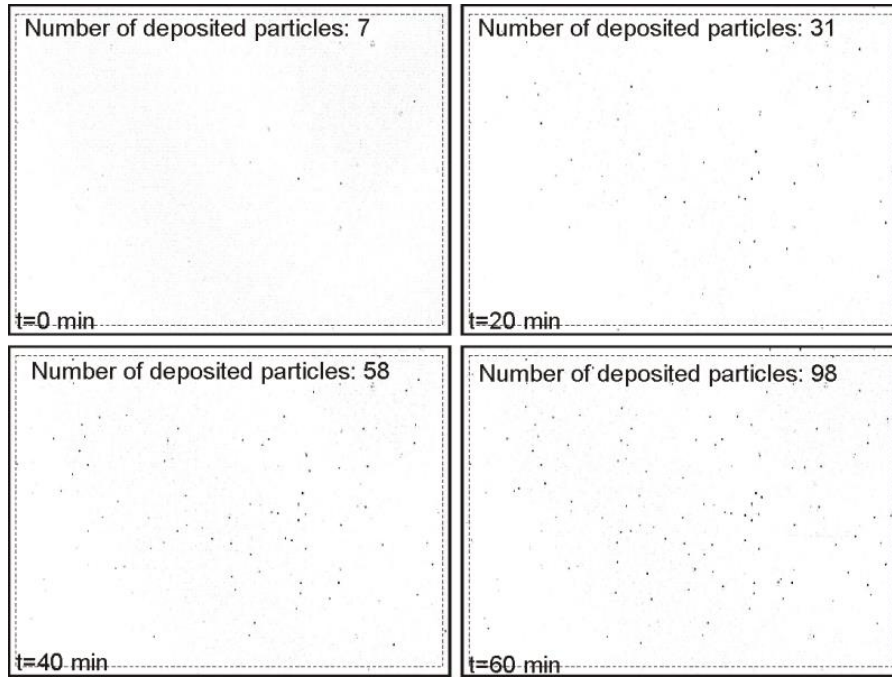 Number of deposited particles: 7
t=0 min
Number of deposited particles: 31
t=20 min
Number of deposited particles: 58
t=40 min
Number of deposited particles: 98
t=60 min